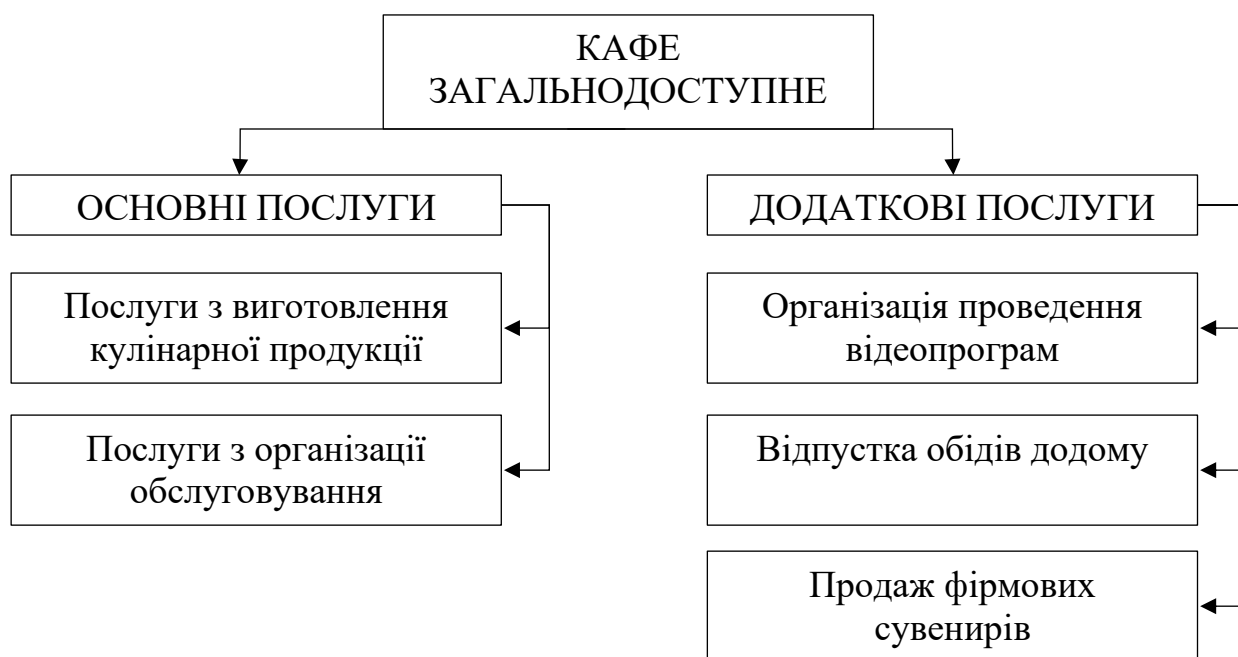 КАФЕ
ЗАГАЛЬНОДОСТУПНЕ
ОСНОВНІ ПОСЛУГИ
Послуги з виготовлення
кулінарної продукції
Послуги з організації
обслуговування
ДОДАТКОВІ ПОСЛУГИ
Організація проведення
відеопрограм
Відпустка обідів додому
Продаж фірмових
сувенирів